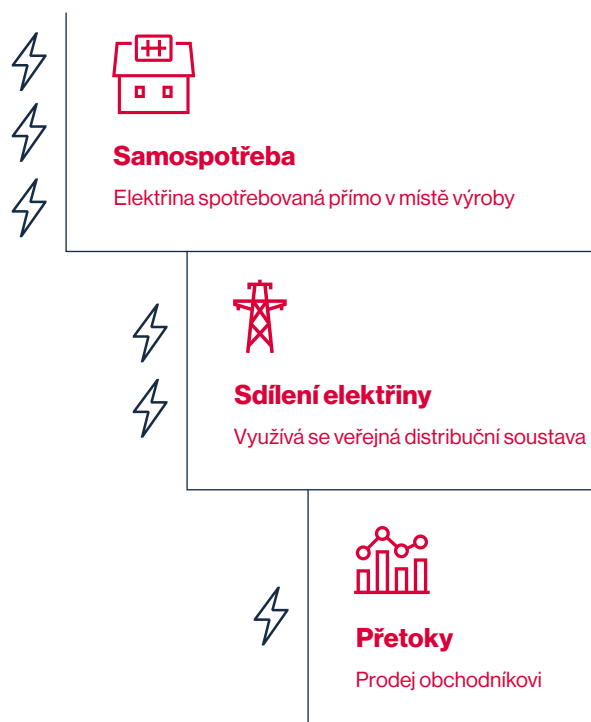 Samospotřeba
Elektřina spotřebovaná přímo v místě výroby
Sdílení elektřiny
Využívá se veřejná distribuční soustava
Přetoky
Prodej obchodníkovi